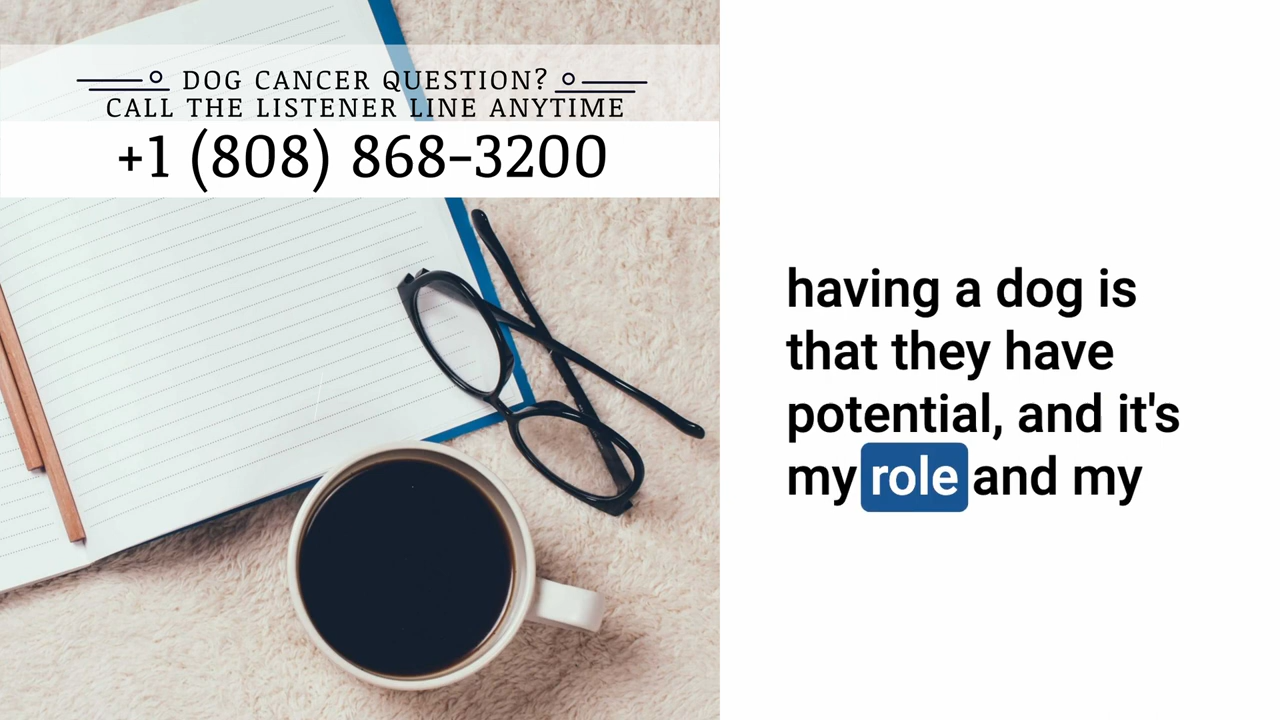 DOG CANCER QUESTION?
CALL THE LISTENER LINE ANYTIME
+1 (808) 868-3200
having a dog is
that they have
potential, and it's
my role and my